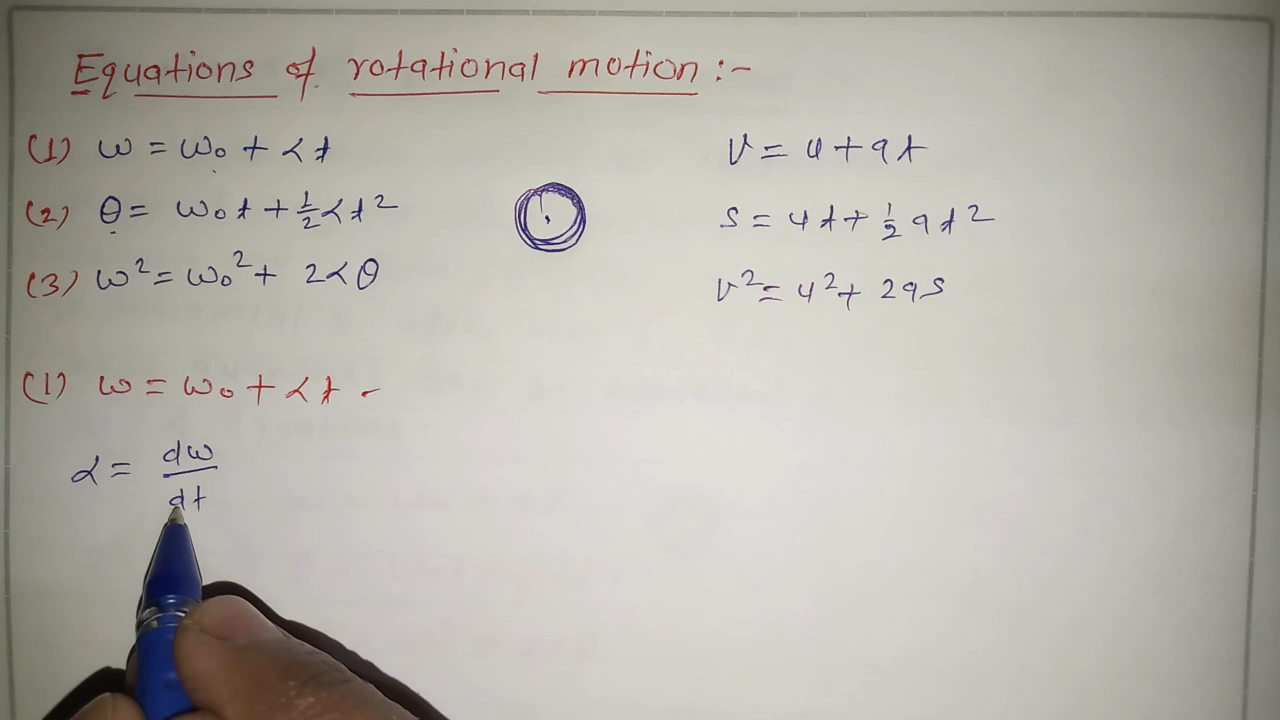 Equations of rotational motion :-
(1) ω = ω₀ + αt
v = u + at
(2) θ = ω₀t + ½αt²
s = ut + ½at²
(3) ω² = ω₀² + 2αθ
v² = u² + 2as
(1) ω = ω₀ + αt -
α = dω/dt